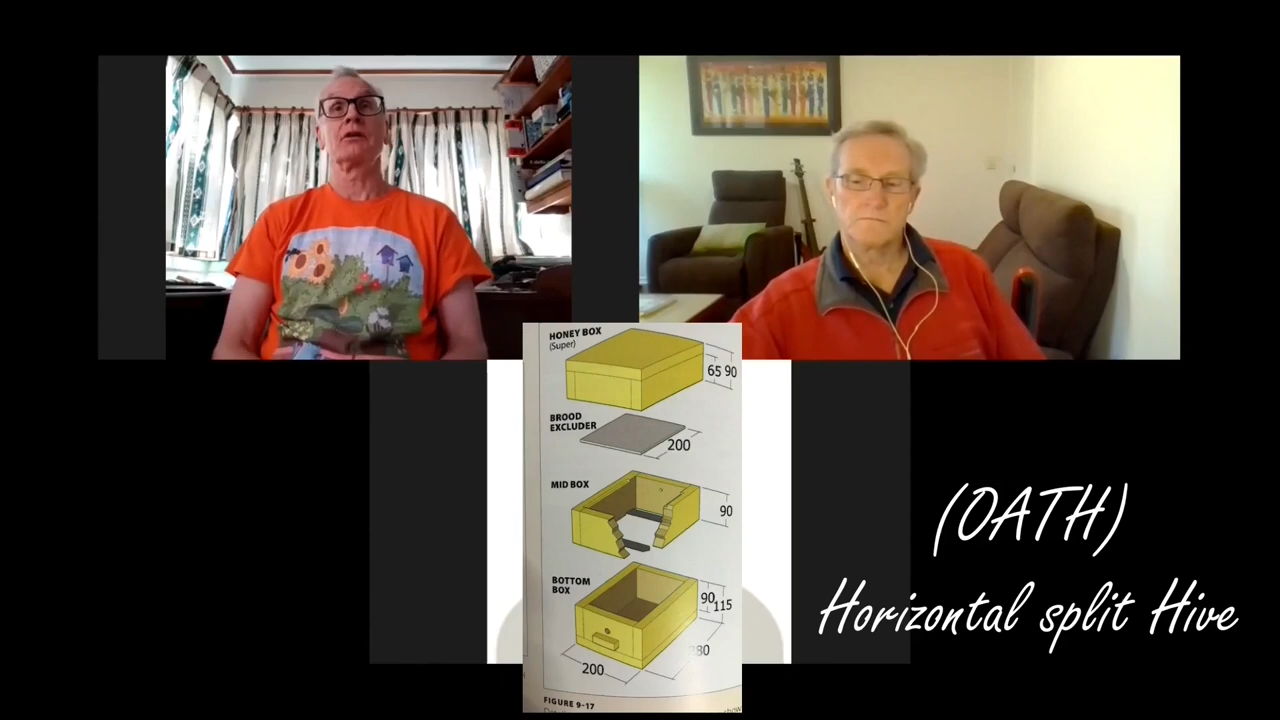 HONEY BOX
(Super)
65 90
BROOD
EXCLUDER
200
MID BOX
90
BOTTOM
BOX
90
115
200
FIGURE 9-17
(OATH)
Horizontal split Hive